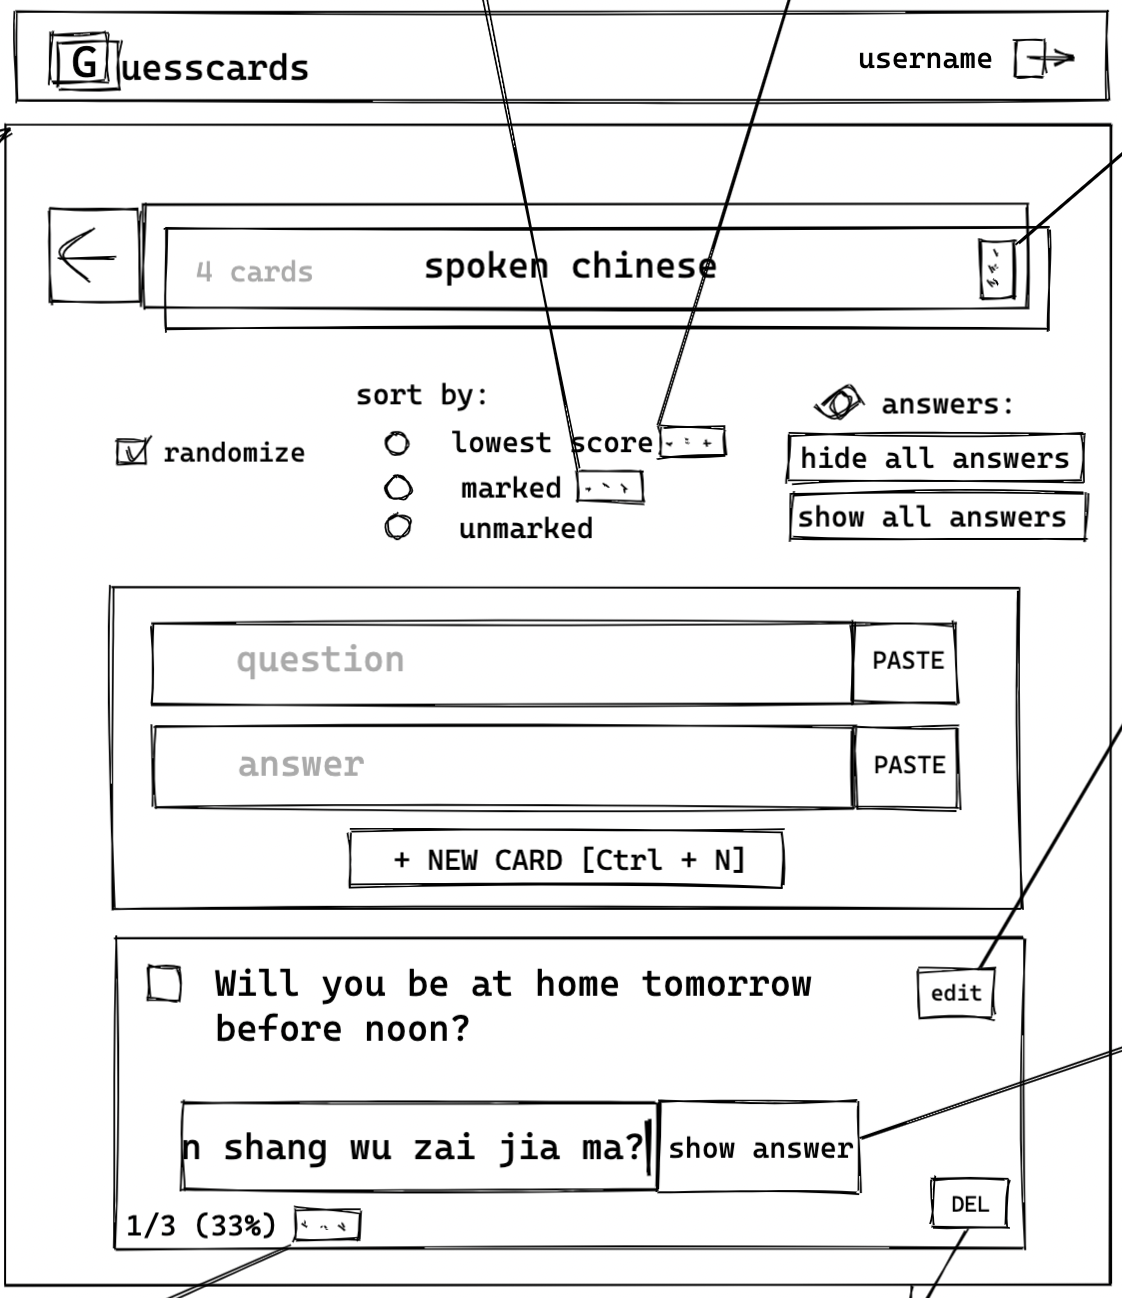 Guesscards
username
4 cards
spoken chinese
sort by:
answers:
randomize
lowest score
hide all answers
marked
show all answers
unmarked
question
PASTE
answer
PASTE
+ NEW CARD [Ctrl + N]
Will you be at home tomorrow
before noon?
edit
n shang wu zai jia ma?
show answer
DEL
1/3 (33%)